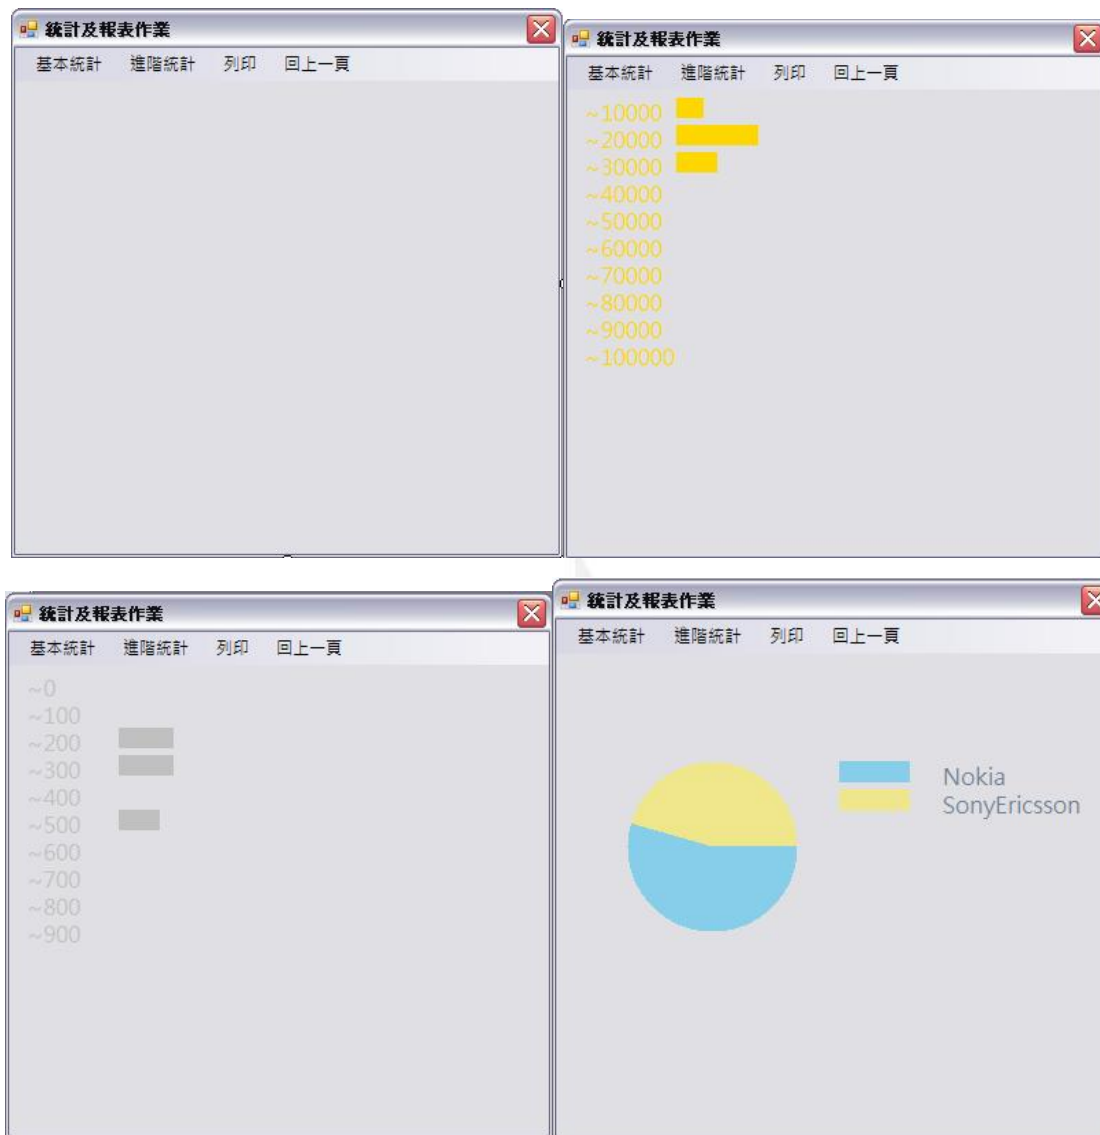 統計及報表作業
基本統計 進階統計 列印 回上一頁
統計及報表作業
基本統計 進階統計 列印 回上一頁
~10000
~20000
~30000
~40000
~50000
~60000
~70000
~80000
~90000
~100000
統計及報表作業
基本統計 進階統計 列印 回上一頁
~0
~100
~200
~300
~400
~500
~600
~700
~800
~900
統計及報表作業
基本統計 進階統計 列印 回上一頁
Nokia
SonyEricsson